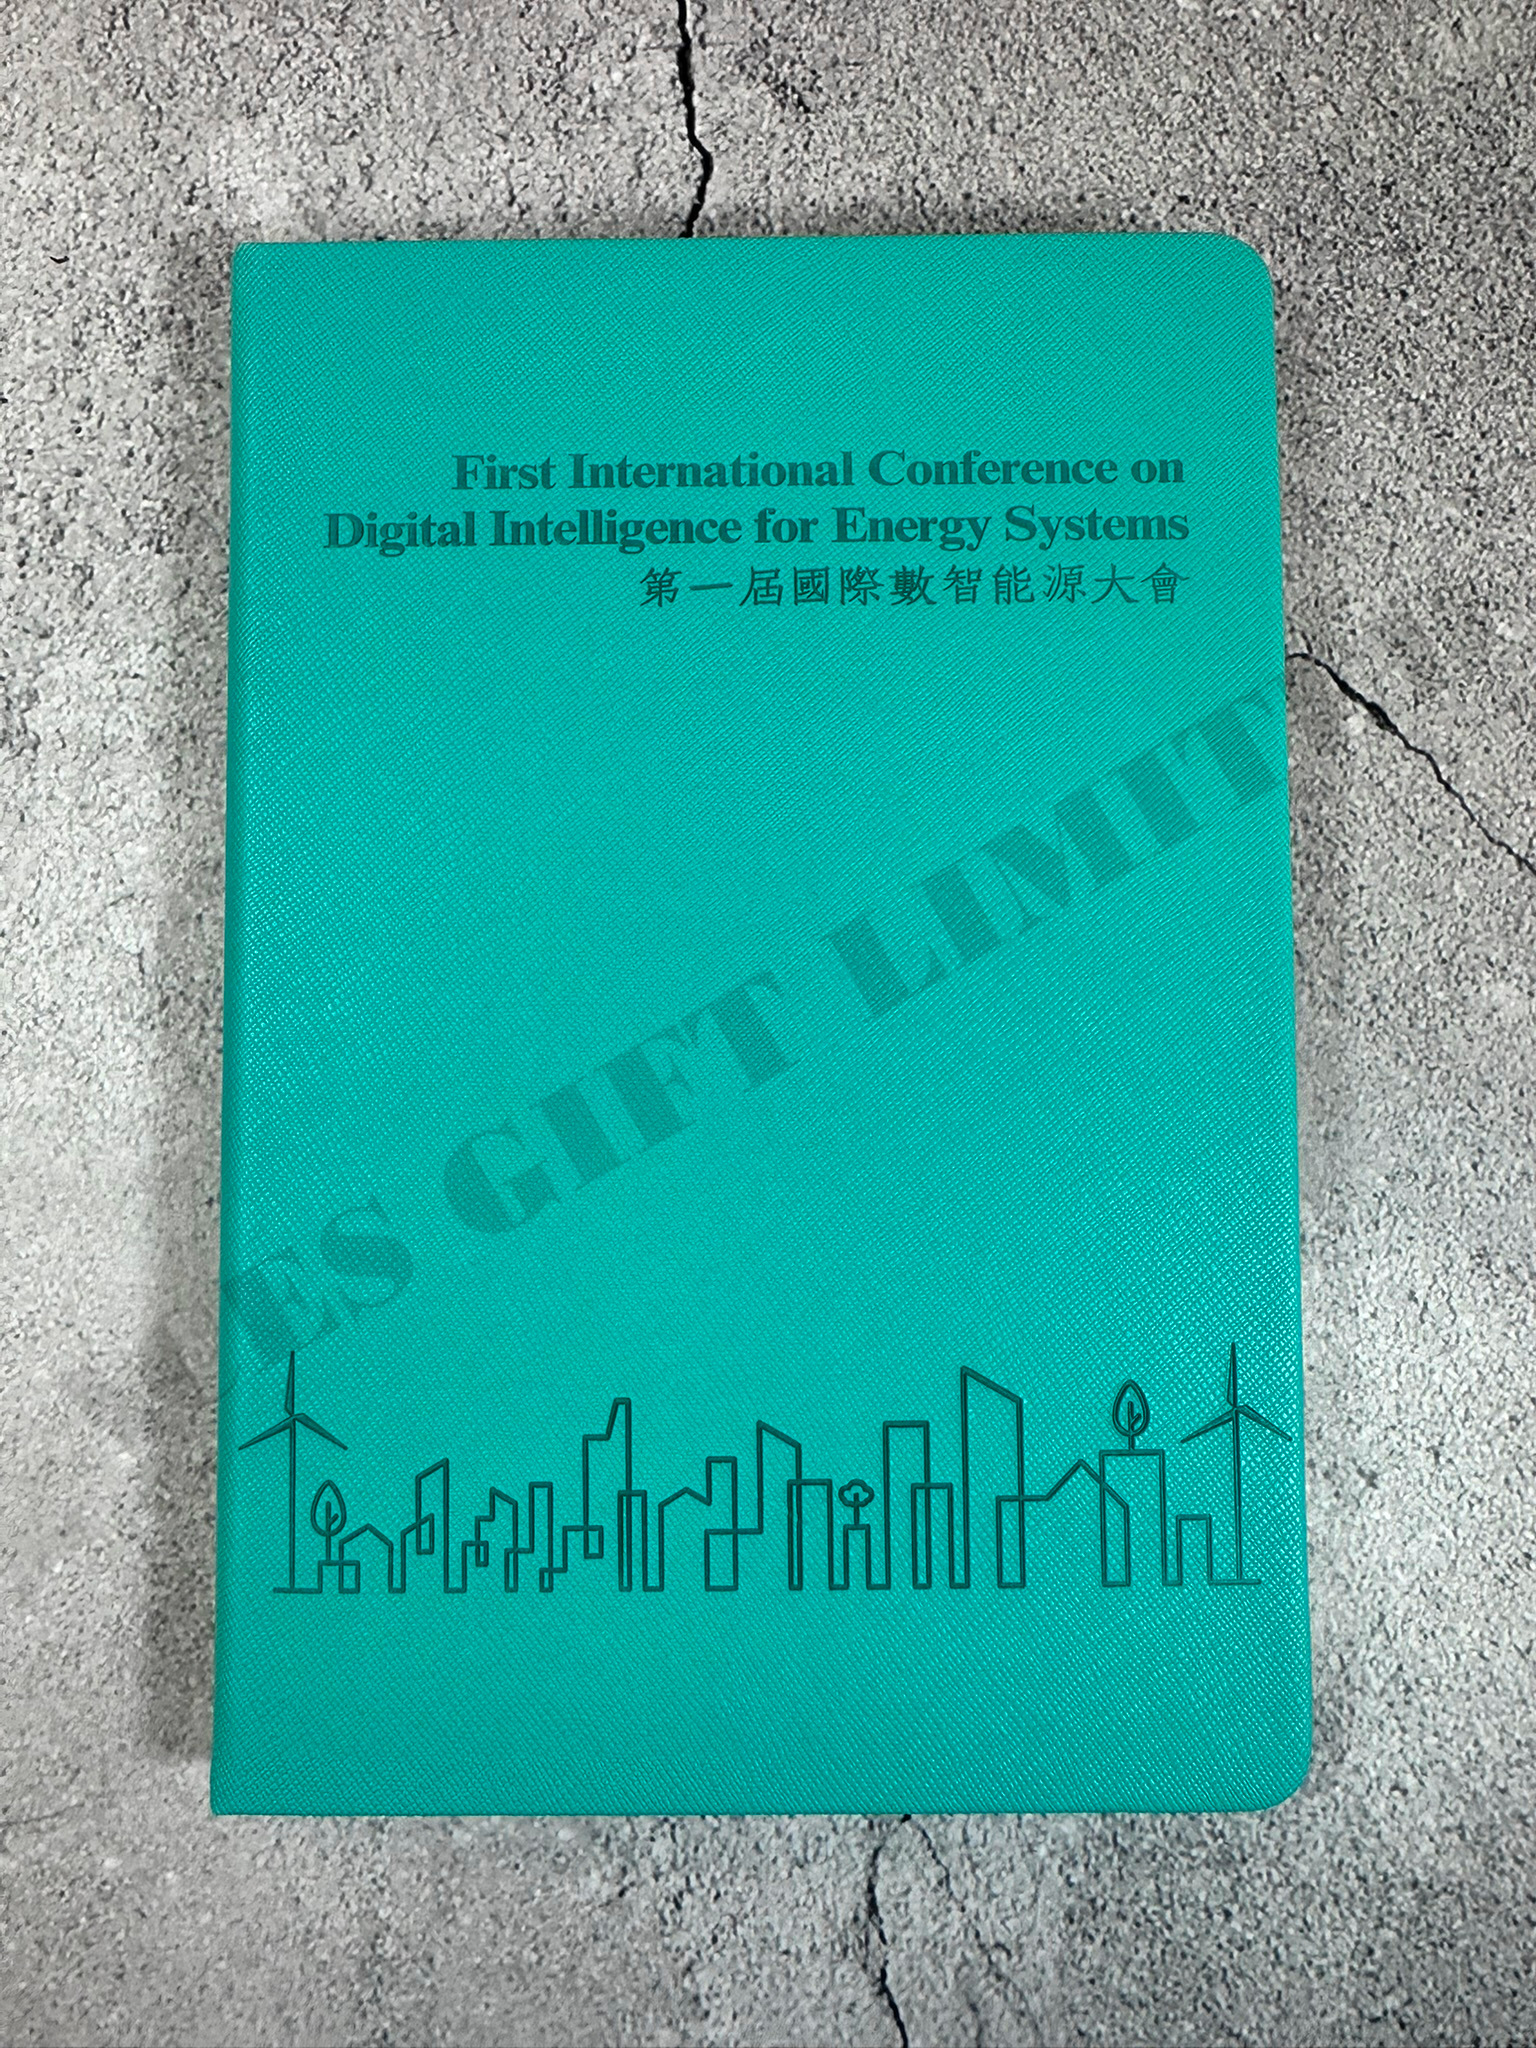 First International Conference on
Digital Intelligence for Energy Systems
第一屆國際數智能源大會
GIFT LIMIT